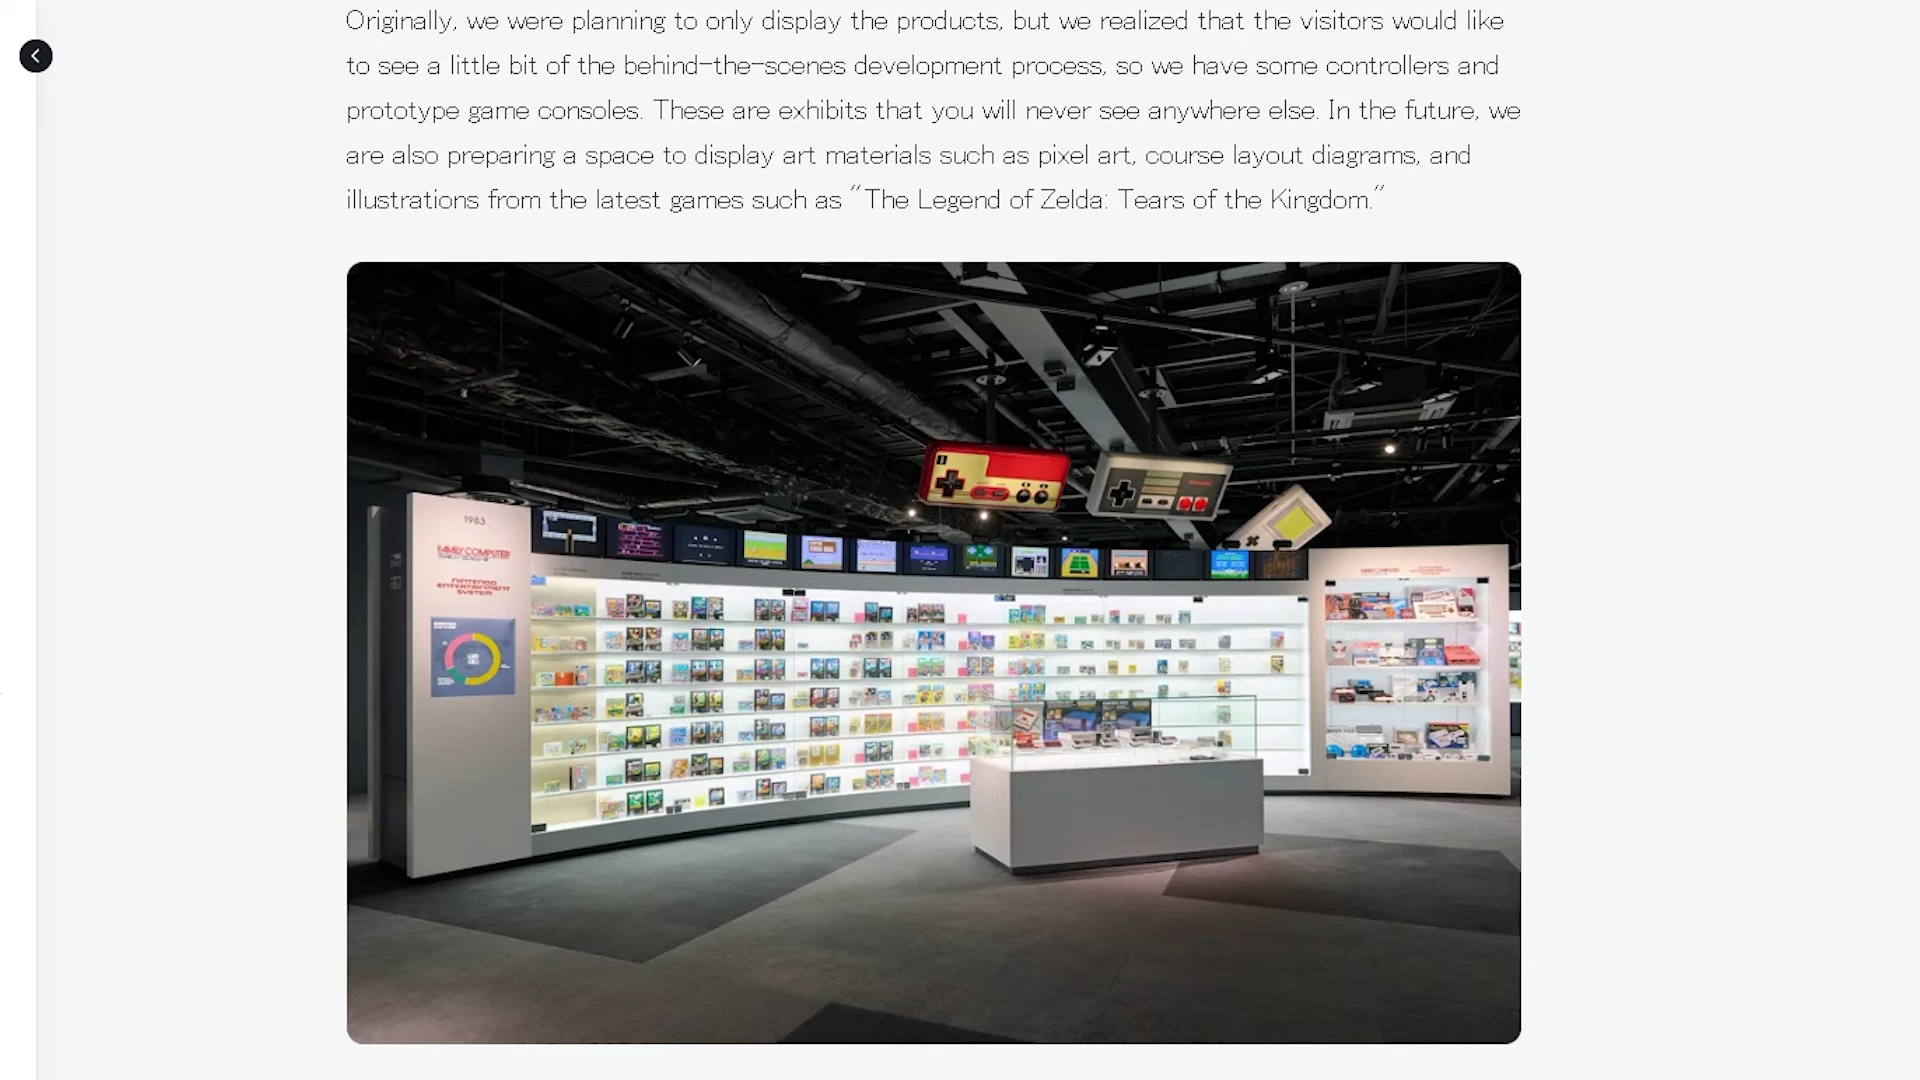 Originally, we were planning to only display the products, but we realized that the visitors would like
to see a little bit of the behind-the-scenes development process, so we have some controllers and
prototype game consoles. These are exhibits that you will never see anywhere else. In the future, we
are also preparing a space to display art materials such as pixel art, course layout diagrams, and
illustrations from the latest games such as "The Legend of Zelda: Tears of the Kingdom."
1983
FAMILY COMPUTER
NINTENDO
ENTERTAINMENT
SYSTEM